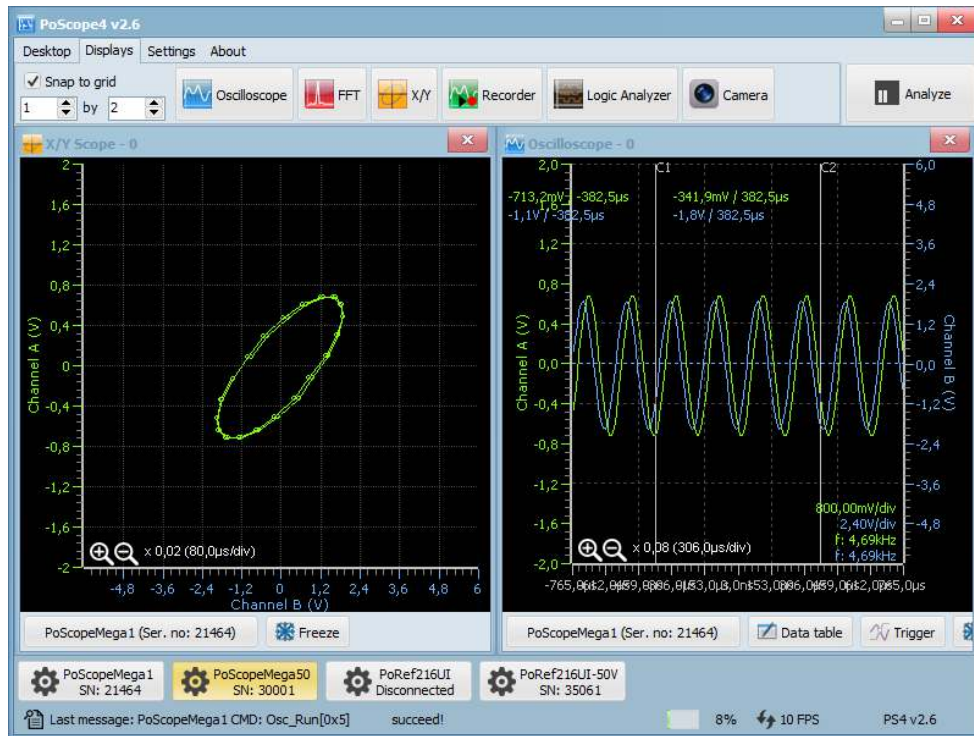 PoScope4 v2.6
Desktop Displays Settings About
Snap to grid
1 by 2
Oscilloscope FFT X/Y Recorder Logic Analyzer Camera Analyze
X/Y Scope - 0
2
1,6
1,2
0,8
0,4
0
-0,4
-0,8
-1,2
-1,6
-2
Channel A (V)
x 0,02 (80,0µs/div)
-4,8 -3,6 -2,4 -1,2 0 1,2 2,4 3,6 4,8 6
Channel B (V)
PoScopeMega1 (Ser. no: 21464) Freeze
Oscilloscope - 0
C1 C2
-713,2mV / -382,5µs -341,9mV / 382,5µs
-1,1V / -382,5µs -1,8V / 382,5µs
2,0
1,6
1,2
0,8
0,4
0,0
-0,4
-0,8
-1,2
-1,6
-2,0
Channel A (V)
6,0
4,8
3,6
2,4
1,2
0,0
-1,2
-2,4
-3,6
-4,8
Channel B (V)
800,00mV/div
2,40V/div
f: 4,69kHz
f: 4,69kHz
x 0,08 (306,0µs/div)
PoScopeMega1 (Ser. no: 21464) Data table Trigger
PoScopeMega1
SN: 21464
PoScopeMega50
SN: 30001
PoRef216UI
Disconnected
PoRef216UI-50V
SN: 35061
Last message: PoScopeMega1 CMD: Osc_Run[0x5] succeed! 8% 10 FPS PS4 v2.6